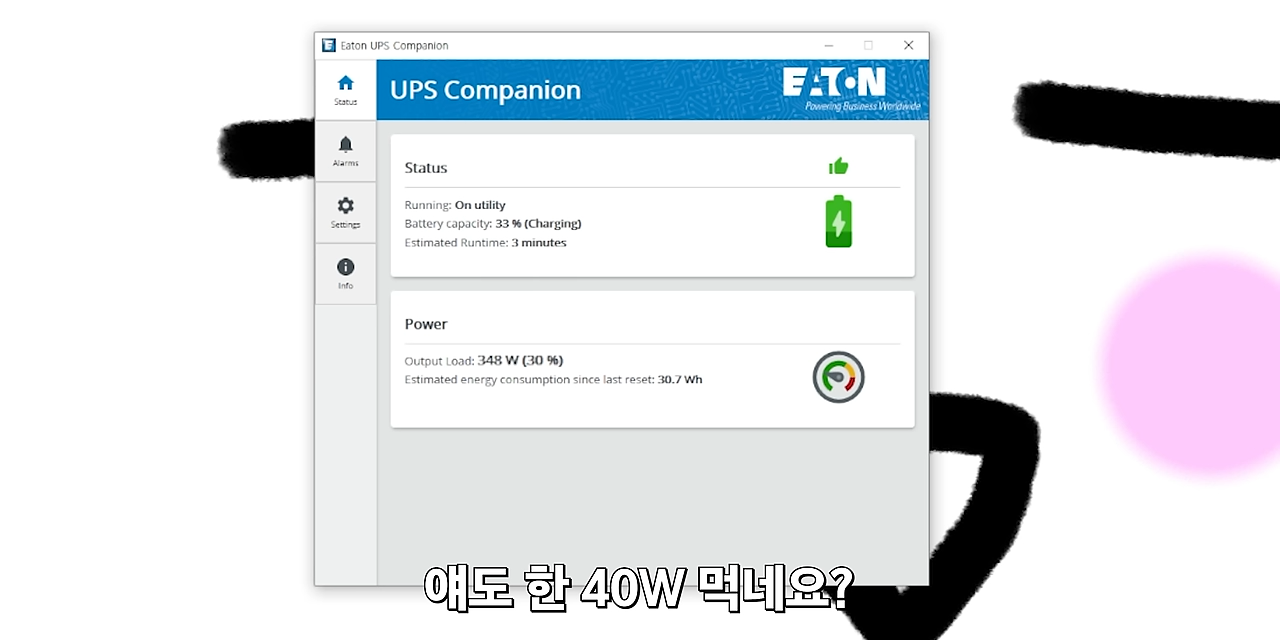 Eaton UPS Companion
Status
Alarms
Settings
Info
UPS Companion
EATON
Powering Business Worldwide
Status
Running: On utility
Battery capacity: 33 % (Charging)
Estimated Runtime: 3 minutes
Power
Output Load: 348 W (30 %)
Estimated energy consumption since last reset: 30.7 Wh
얘도 한 40W 먹네요?